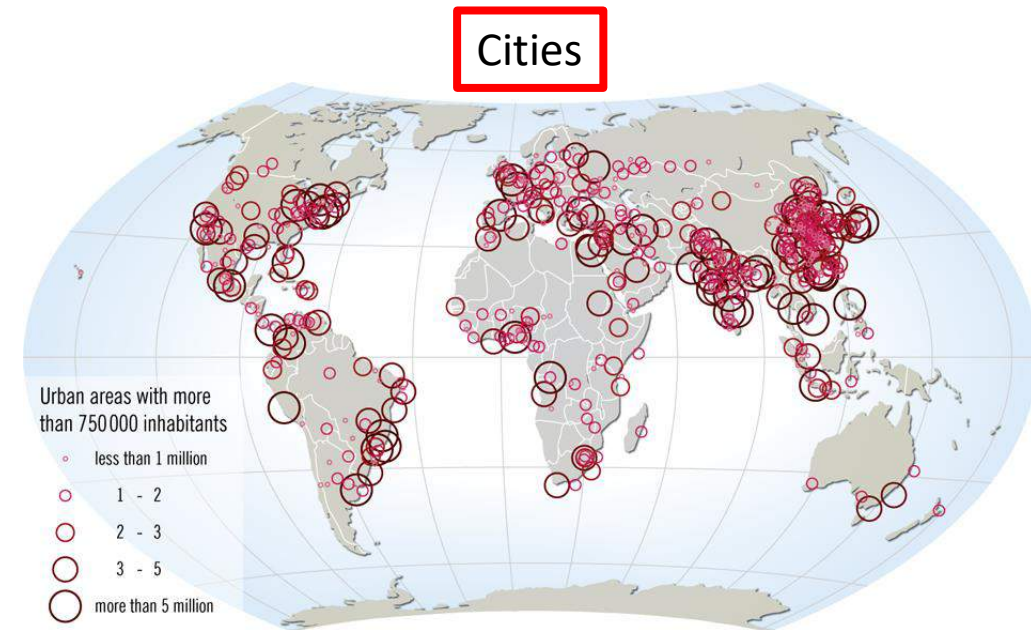 Cities
Urban areas with more
than 750 000 inhabitants
less than 1 million
1 - 2
2 - 3
3 - 5
more than 5 million